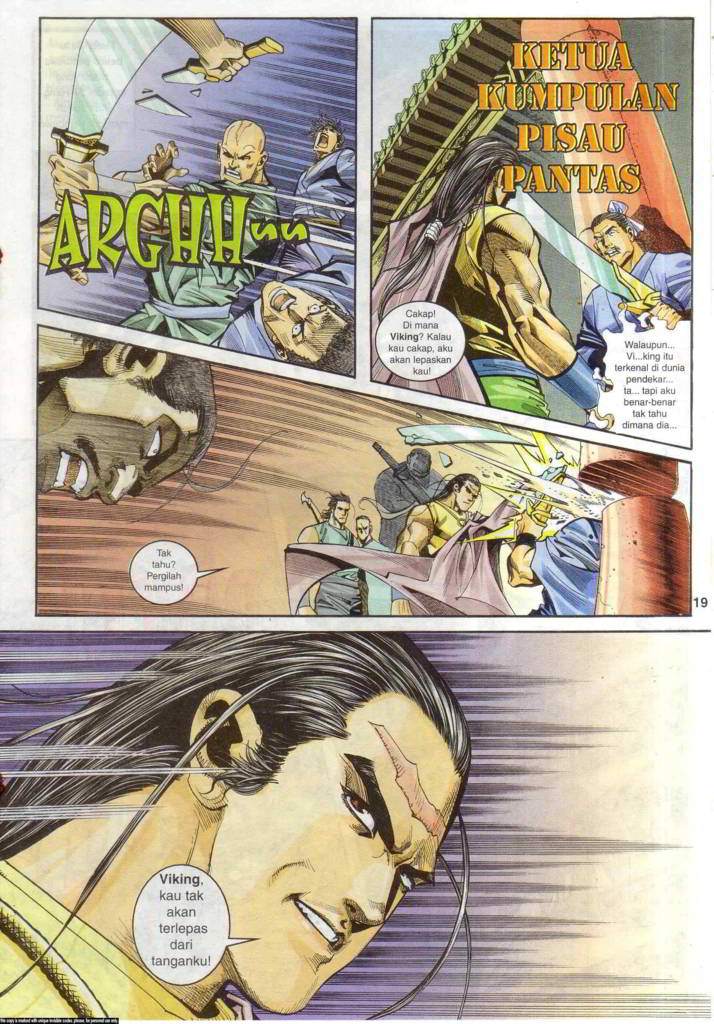 ARGHHuuu
KETUA
KUMPULAN
PISAU
PANTAS
Cakap!
Di mana
Viking? Kalau
kau cakap, aku
akan lepaskan
kau!
Walaupun...
Vi...king itu
terkenal di dunia
pendekar...
ta... tapi aku
benar-benar
tak tahu
dimana dia...
Tak
tahu?
Pergilah
mampus!
19
Viking,
kau tak
akan
terlepas
dari
tanganku!